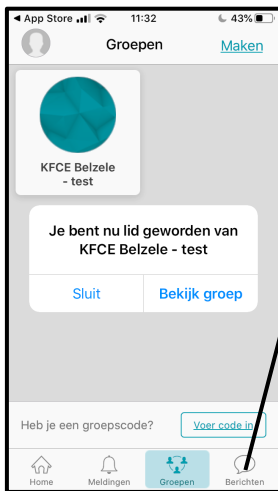 ◀ App Store 11:32 43%
Groepen Maken
KFCE Belzele
- test
Je bent nu lid geworden van
KFCE Belzele - test
Sluit Bekijk groep
Heb je een groepscode? Voer code in
Home Meldingen Groepen Berichten